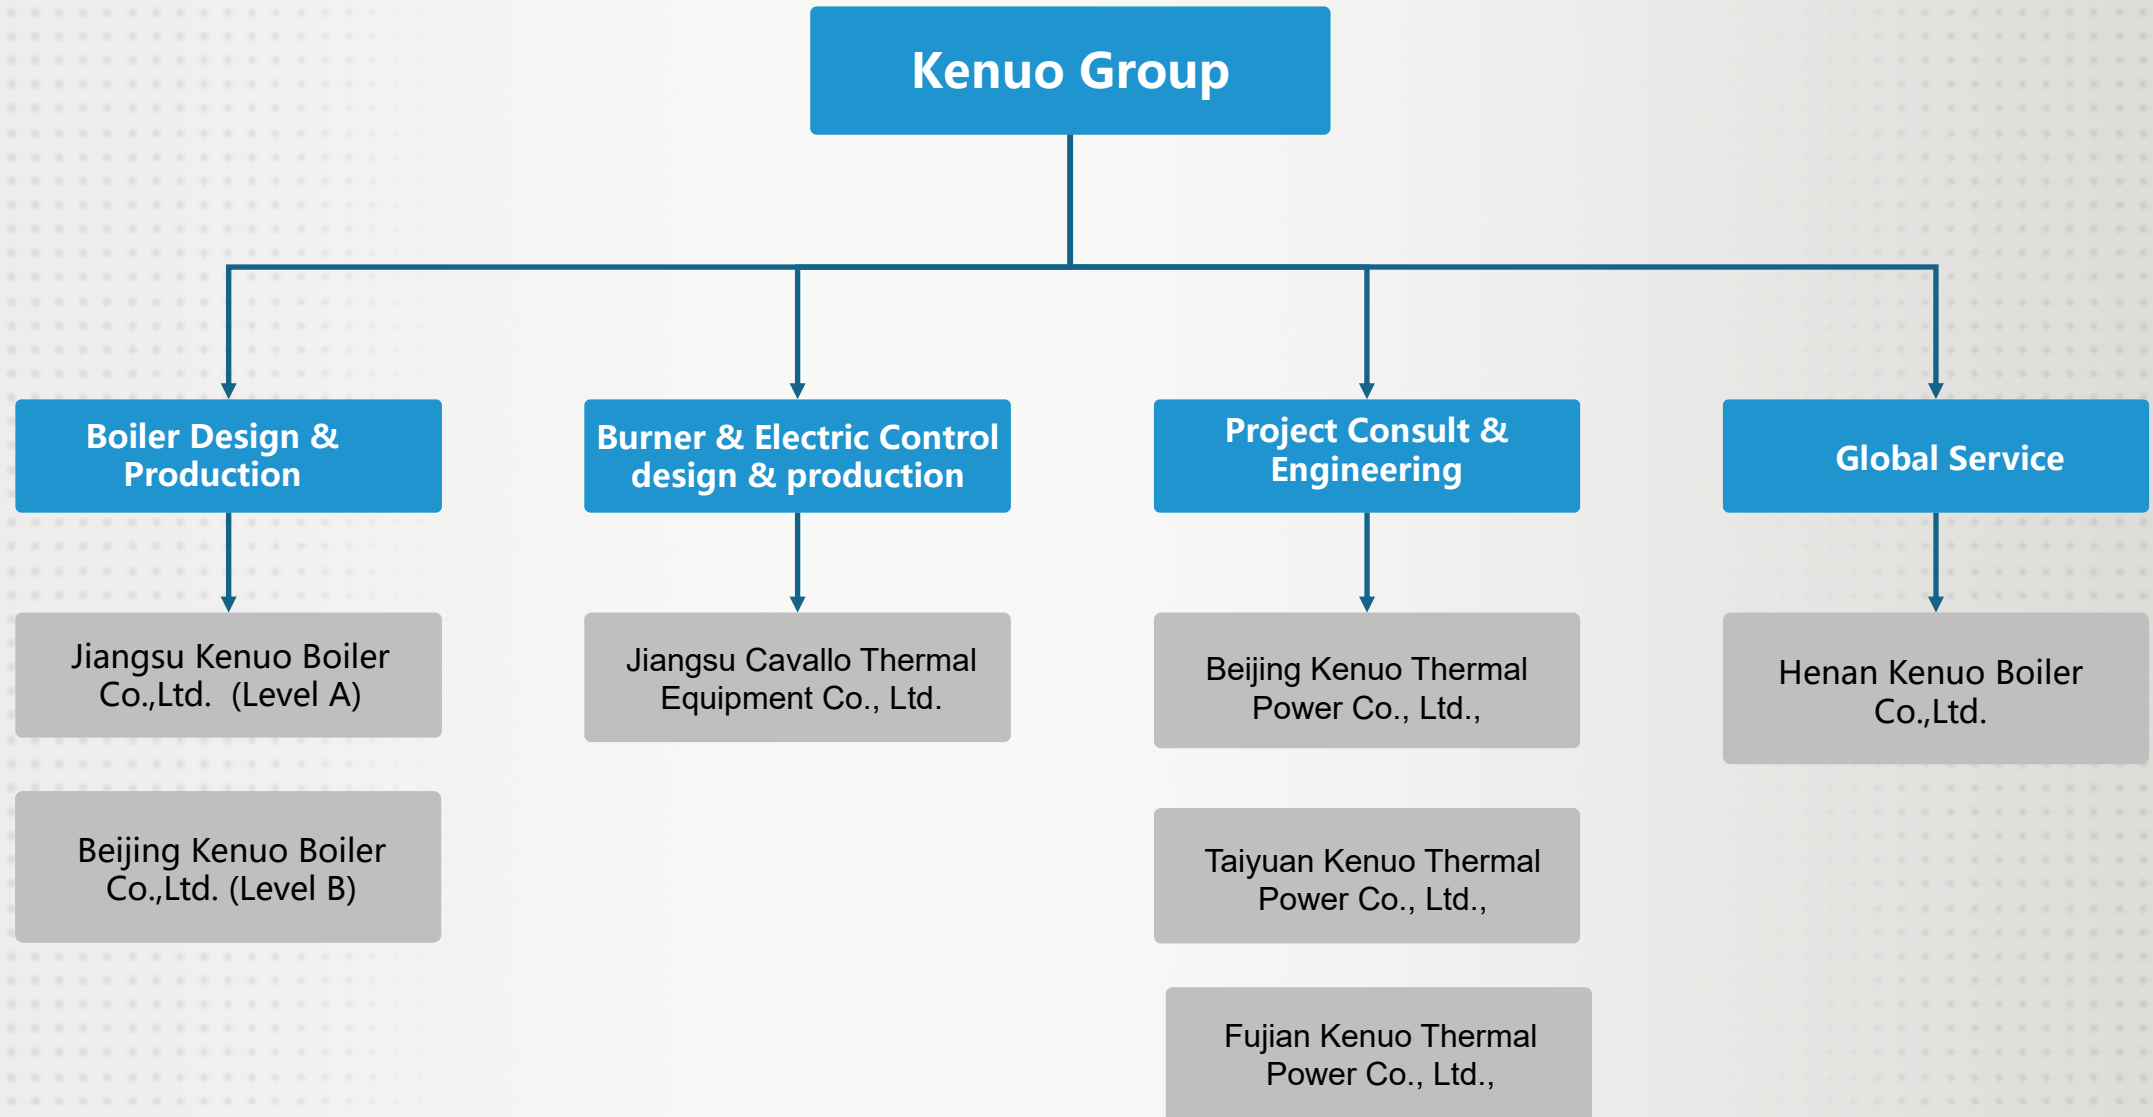 Kenuo Group
Boiler Design &
Production
Burner & Electric Control
design & production
Project Consult &
Engineering
Global Service
Jiangsu Kenuo Boiler
Co.,Ltd.  (Level A)
Jiangsu Cavallo Thermal
Equipment Co., Ltd.
Beijing Kenuo Thermal
Power Co., Ltd.,
Henan Kenuo Boiler
Co.,Ltd.
Beijing Kenuo Boiler
Co.,Ltd. (Level B)
Taiyuan Kenuo Thermal
Power Co., Ltd.,
Fujian Kenuo Thermal
Power Co., Ltd.,